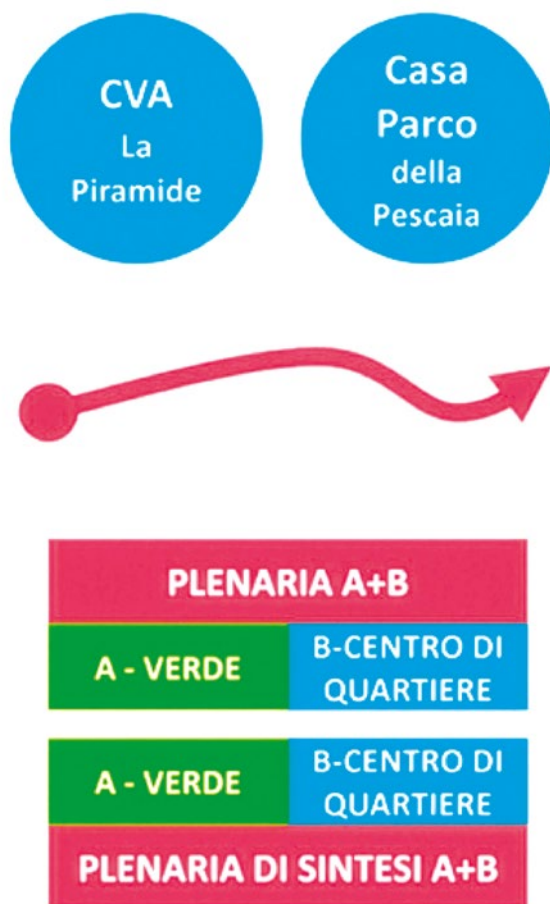 CVA
La
Piramide
Casa
Parco
della
Pescaia
PLENARIA A+B
A - VERDE
B-CENTRO DI
QUARTIERE
A - VERDE
B-CENTRO DI
QUARTIERE
PLENARIA DI SINTESI A+B